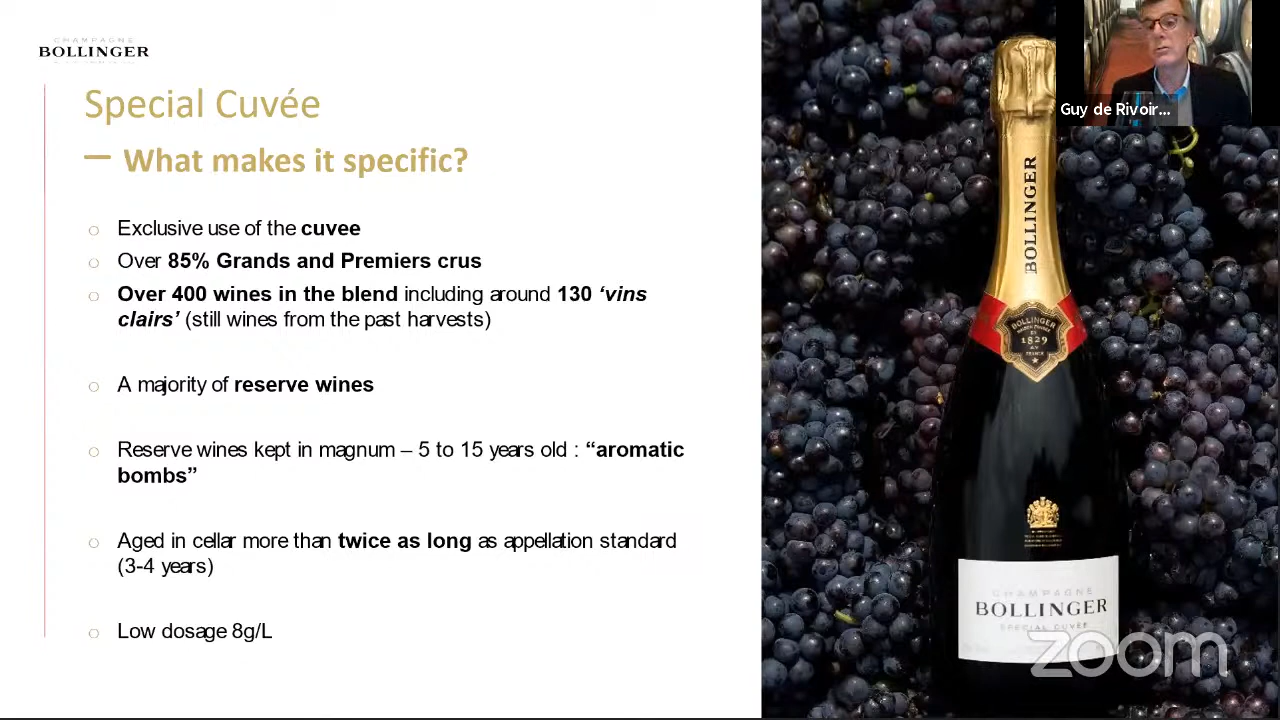 CHAMPAGNE
BOLLINGER
Special Cuvée
— What makes it specific?
○ Exclusive use of the cuvee
○ Over 85% Grands and Premiers crus
○ Over 400 wines in the blend including around 130 ‘vins
clairs’ (still wines from the past harvests)
○ A majority of reserve wines
○ Reserve wines kept in magnum – 5 to 15 years old : “aromatic
bombs”
○ Aged in cellar more than twice as long as appellation standard
(3-4 years)
○ Low dosage 8g/L
Guy de Rivoir...
BOLLINGER
BOLLINGER
1829
FRANCE
CHAMPAGNE
BOLLINGER
SPECIAL CUVÉE
zoom